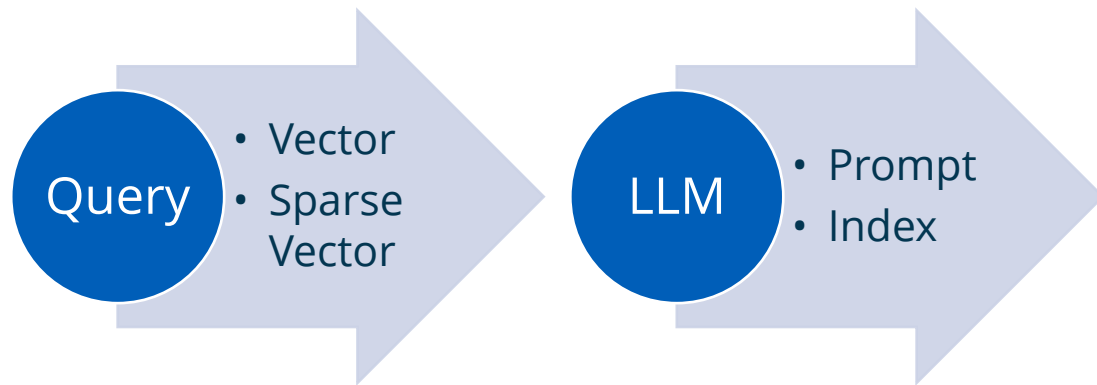 Query
• Vector
• Sparse
Vector
LLM
• Prompt
• Index